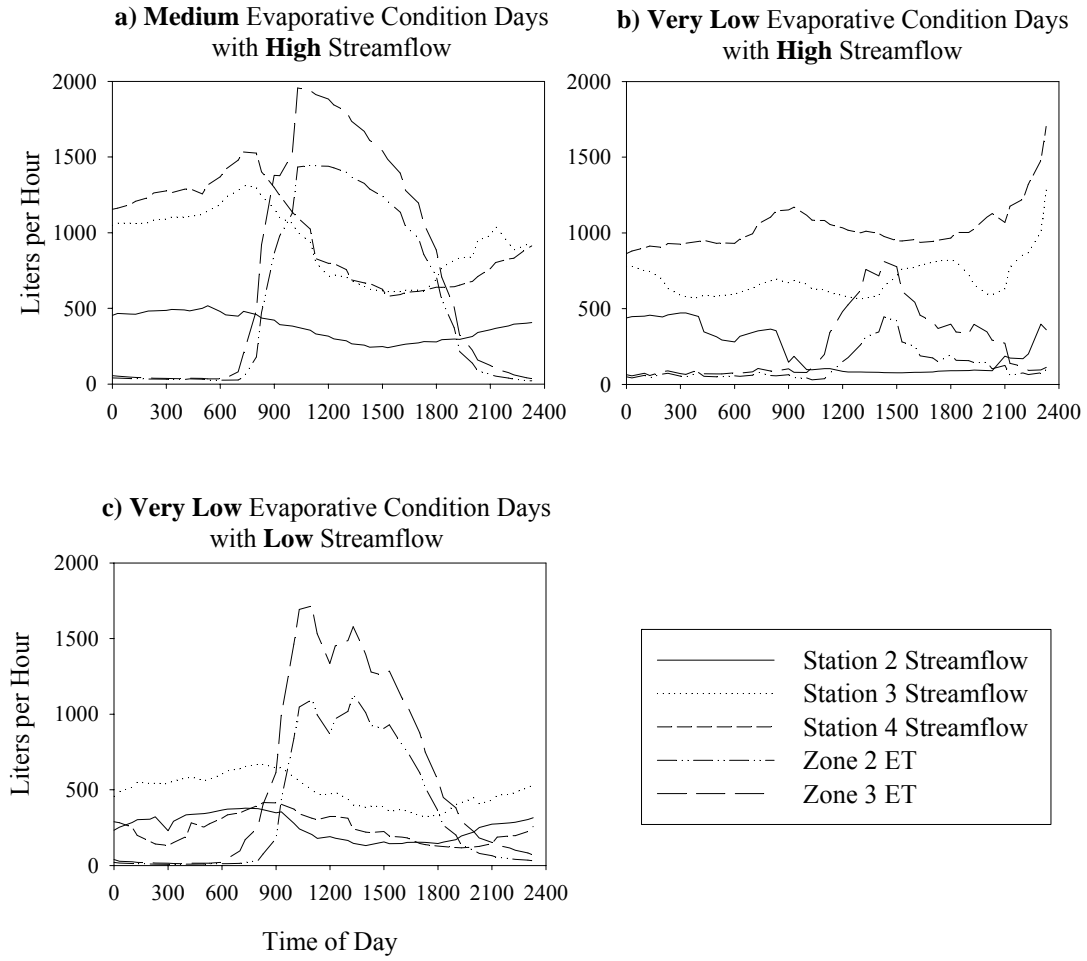 a) Medium Evaporative Condition Days
with High Streamflow
b) Very Low Evaporative Condition Days
with High Streamflow
2000
1500
1000
500
0
Liters per Hour
0 300 600 900 1200 1500 1800 2100 2400
2000
1500
1000
500
0
0 300 600 900 1200 1500 1800 2100 2400
c) Very Low Evaporative Condition Days
with Low Streamflow
2000
1500
1000
500
0
Liters per Hour
0 300 600 900 1200 1500 1800 2100 2400
Time of Day
Station 2 Streamflow
Station 3 Streamflow
Station 4 Streamflow
Zone 2 ET
Zone 3 ET